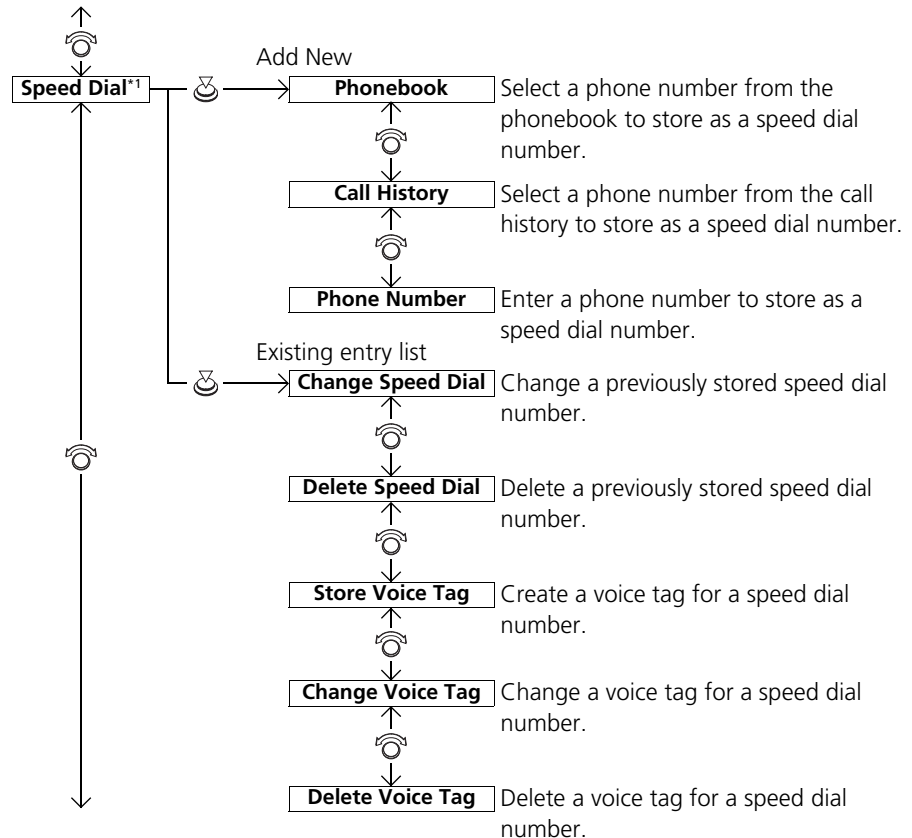 Add New
Speed Dial*1
Phonebook
Select a phone number from the
phonebook to store as a speed dial
number.
Call History
Select a phone number from the call
history to store as a speed dial number.
Phone Number
Enter a phone number to store as a
speed dial number.
Existing entry list
Change Speed Dial
Change a previously stored speed dial
number.
Delete Speed Dial
Delete a previously stored speed dial
number.
Store Voice Tag
Create a voice tag for a speed dial
number.
Change Voice Tag
Change a voice tag for a speed dial
number.
Delete Voice Tag
Delete a voice tag for a speed dial
number.